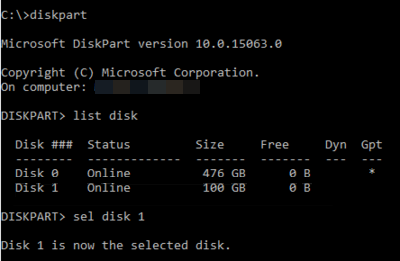 C:\>diskpart
Microsoft DiskPart version 10.0.15063.0
Copyright (C) Microsoft Corporation.
On computer:
DISKPART> list disk
  Disk ###  Status         Size     Free     Dyn  Gpt
  --------  -------------  -------  -------  ---  ---
  Disk 0    Online          476 GB      0 B        *
  Disk 1    Online          100 GB      0 B
DISKPART> sel disk 1
Disk 1 is now the selected disk.